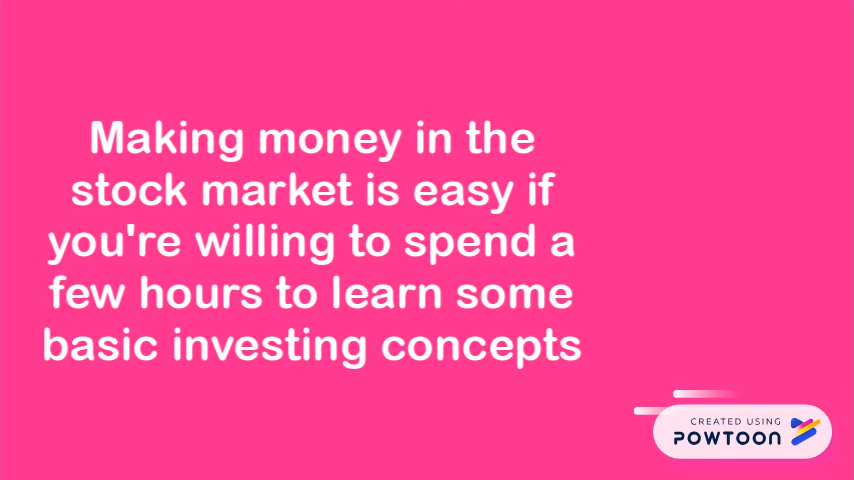 Making money in the
stock market is easy if
you're willing to spend a
few hours to learn some
basic investing concepts
CREATED USING
POWTOON